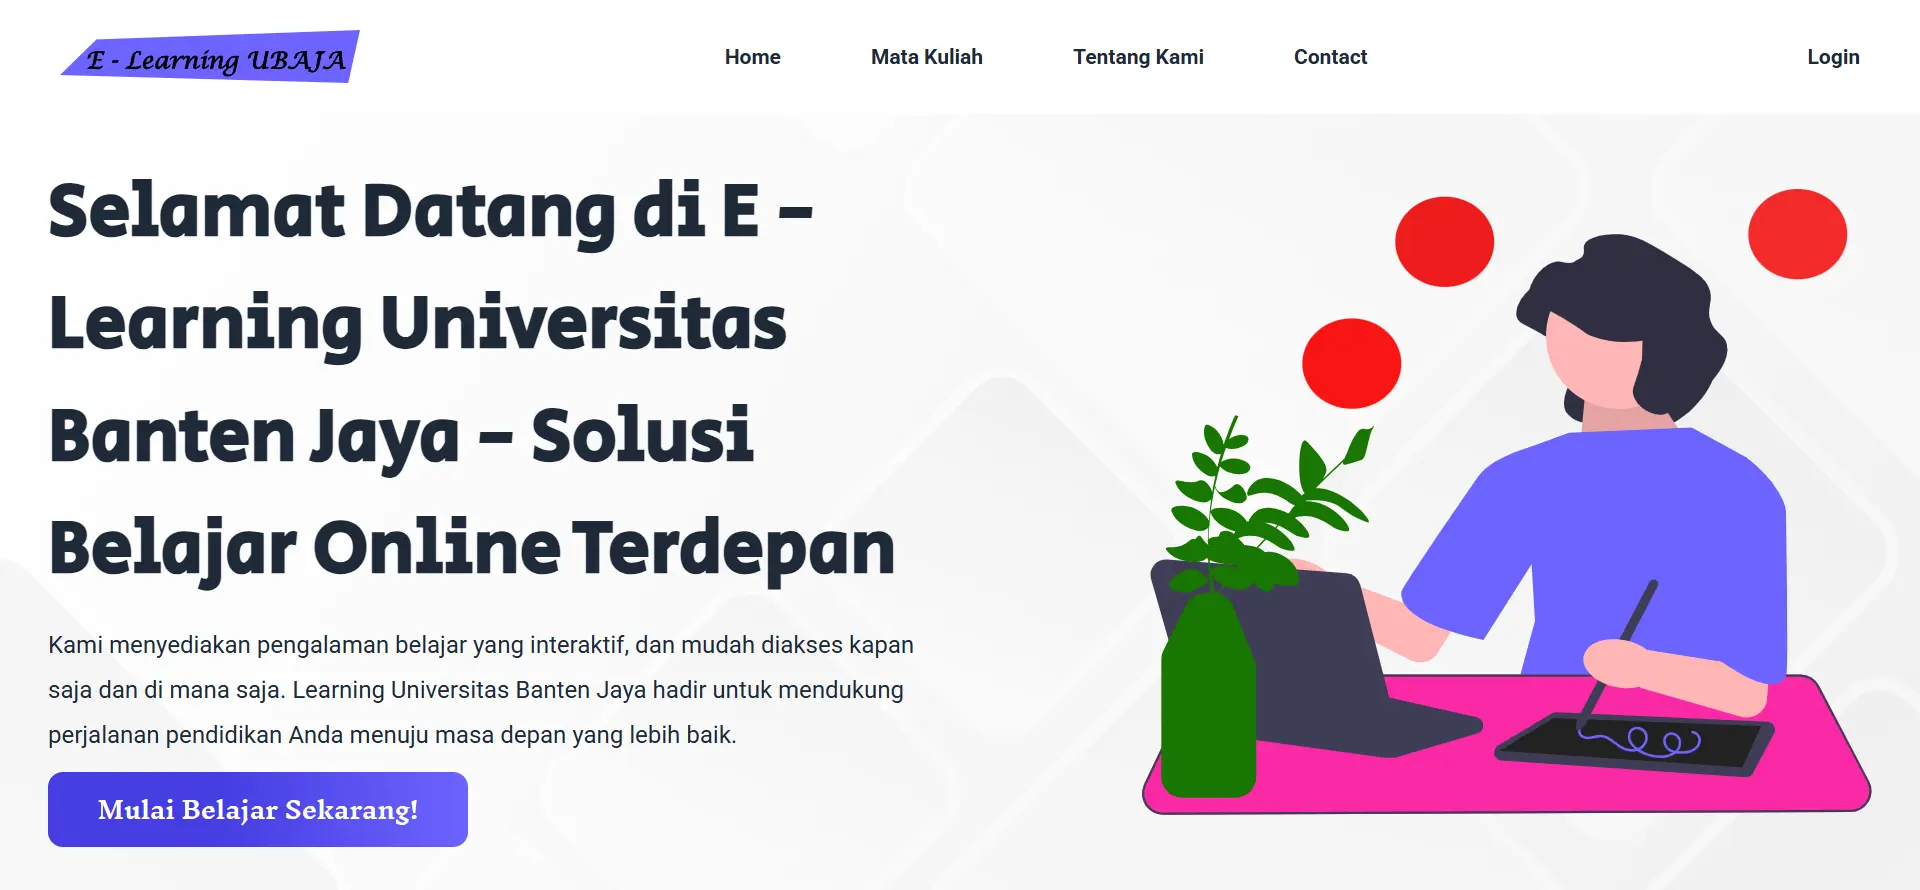 E - Learning UBAJA
Home
Mata Kuliah
Tentang Kami
Contact
Login
Selamat Datang di E –
Learning Universitas
Banten Jaya – Solusi
Belajar Online Terdepan
Kami menyediakan pengalaman belajar yang interaktif, dan mudah diakses kapan
saja dan di mana saja. Learning Universitas Banten Jaya hadir untuk mendukung
perjalanan pendidikan Anda menuju masa depan yang lebih baik.
Mulai Belajar Sekarang!